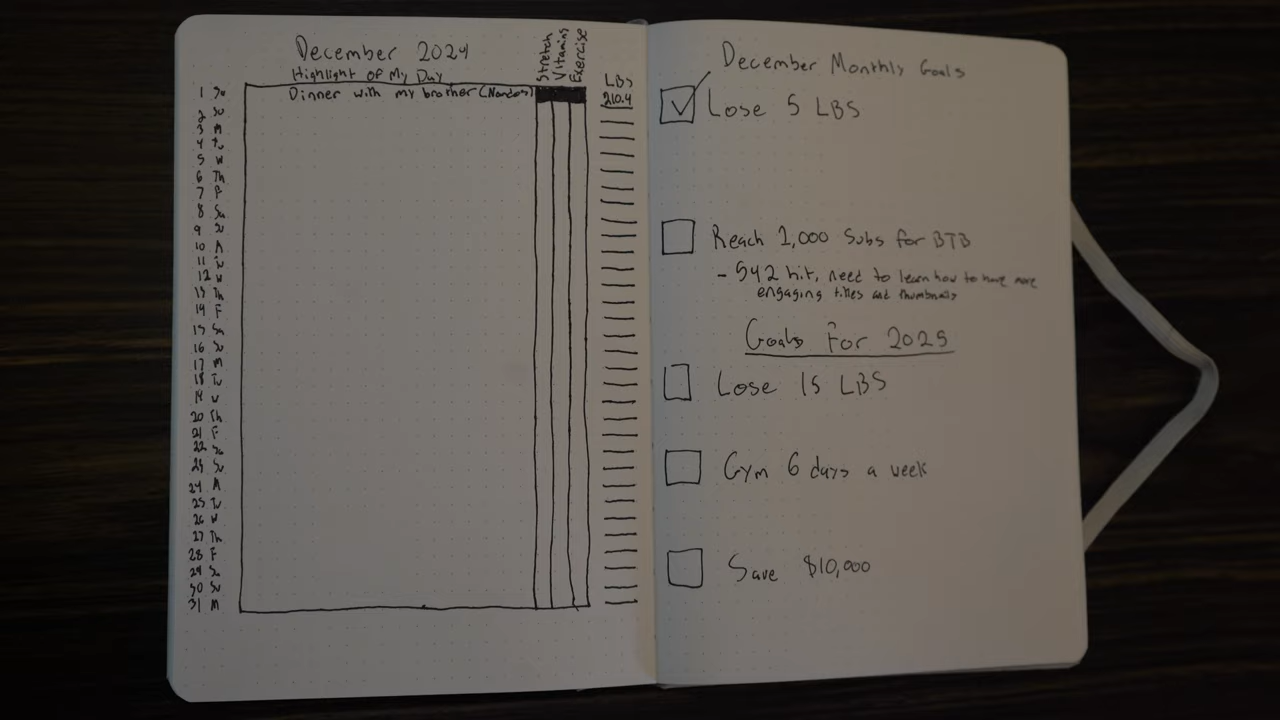 December 2024
Highlight of My Day
Stretch
Vitamins
Exercise
LBS
1 Sa Dinner with my brother (Nandos) 210.4
2 Su
3 M
4 Tu
5 W
6 Th
7 F
8 Sa
9 Su
10 M
11 Tu
12 W
13 Th
14 F
15 Sa
16 Su
17 M
18 Tu
19 W
20 Th
21 F
22 Sa
23 Su
24 M
25 Tu
26 W
27 Th
28 F
29 Sa
30 Su
31 M
December Monthly Goals
Lose 5 LBS
Reach 1,000 Subs for BTB
- 542 hit, need to learn how to have more
engaging titles and thumbnails
Goals For 2025
Lose 15 LBS
Gym 6 days a week
Save $10,000